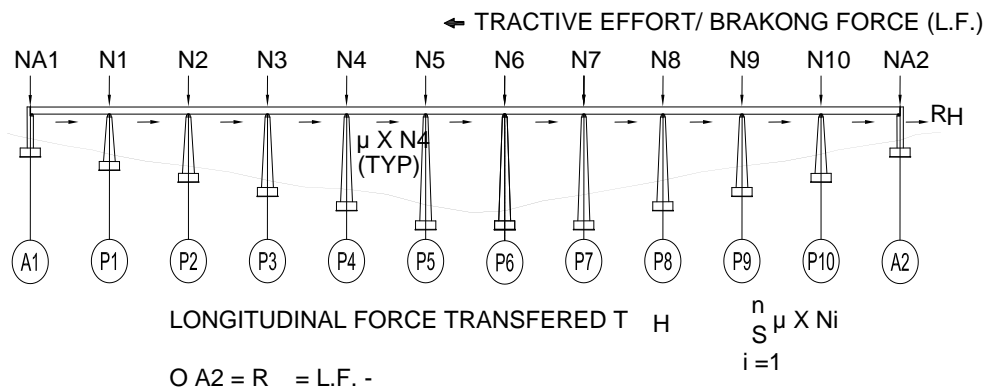 TRACTIVE EFFORT/ BRAKONG FORCE (L.F.)
NA1 N1 N2 N3 N4 N5 N6 N7 N8 N9 N10 NA2
RH
µ X N4
(TYP)
A1 P1 P2 P3 P4 P5 P6 P7 P8 P9 P10 A2
LONGITUDINAL FORCE TRANSFERED T H n
S µ X Ni
i =1
O A2 = R = L.F. -